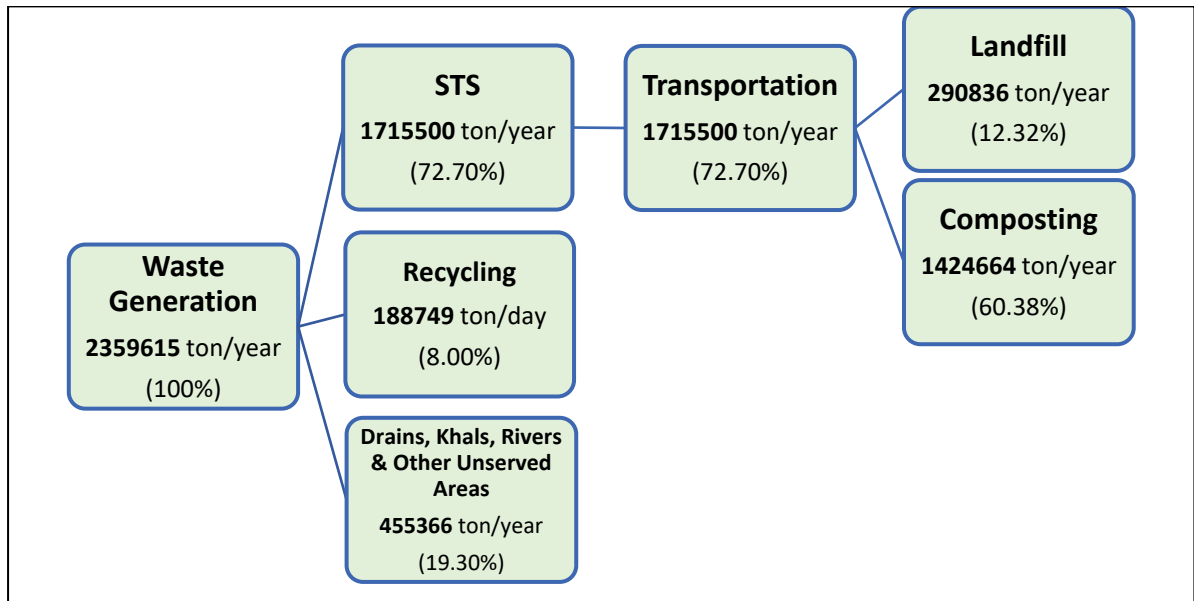 Waste
Generation
2359615 ton/year
(100%)
STS
1715500 ton/year
(72.70%)
Recycling
188749 ton/day
(8.00%)
Drains, Khals, Rivers
& Other Unserved
Areas
455366 ton/year
(19.30%)
Transportation
1715500 ton/year
(72.70%)
Landfill
290836 ton/year
(12.32%)
Composting
1424664 ton/year
(60.38%)